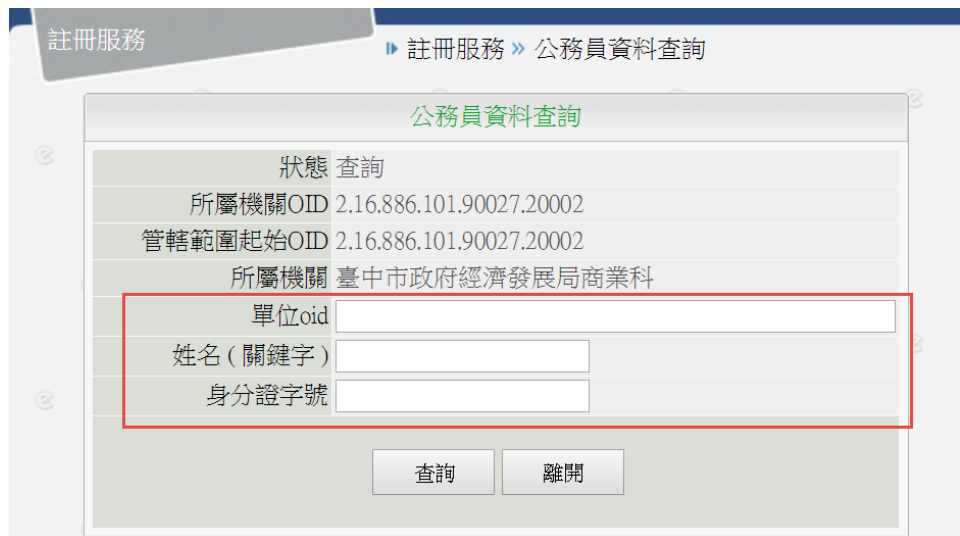 註冊服務
註冊服務 » 公務員資料查詢
公務員資料查詢
狀態 查詢
所屬機關OID 2.16.886.101.90027.20002
管轄範圍起始OID 2.16.886.101.90027.20002
所屬機關 臺中市政府經濟發展局商業科
單位oid
姓名 ( 關鍵字 )
身分證字號
查詢 離開